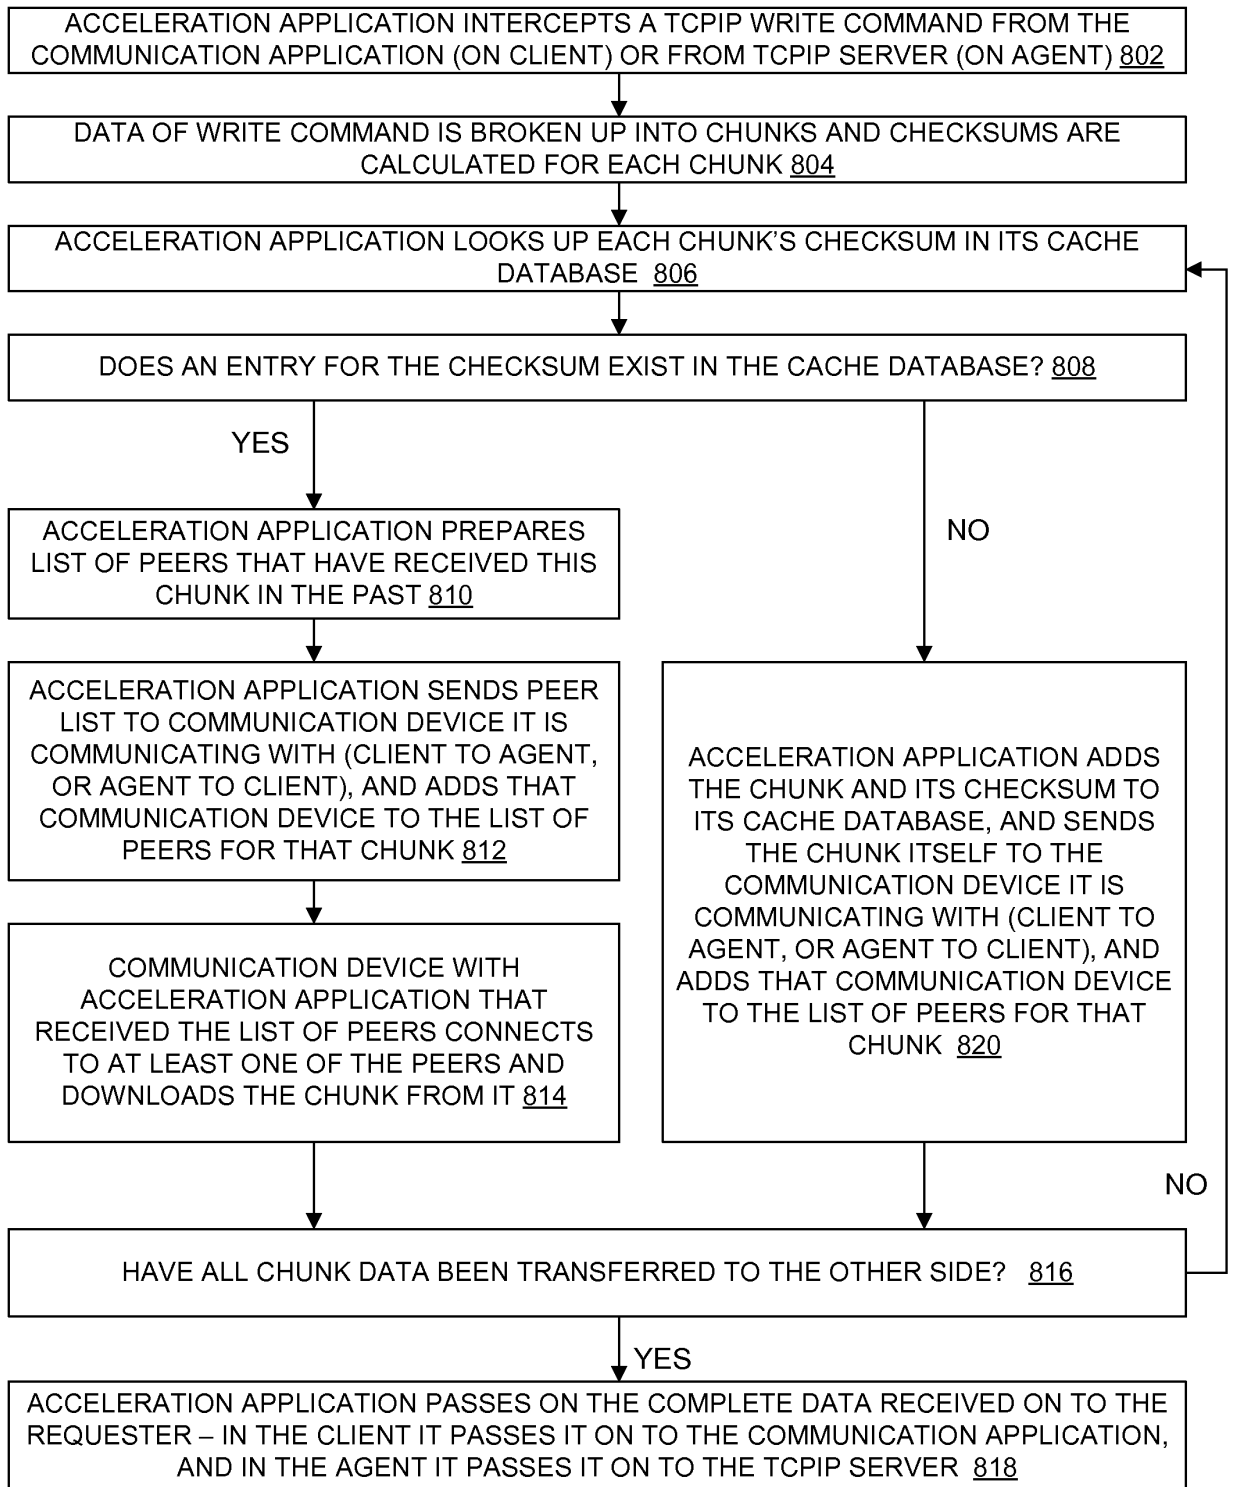 ACCELERATION APPLICATION INTERCEPTS A TCPIP WRITE COMMAND FROM THE
COMMUNICATION APPLICATION (ON CLIENT) OR FROM TCPIP SERVER (ON AGENT) 802
DATA OF WRITE COMMAND IS BROKEN UP INTO CHUNKS AND CHECKSUMS ARE
CALCULATED FOR EACH CHUNK 804
ACCELERATION APPLICATION LOOKS UP EACH CHUNK'S CHECKSUM IN ITS CACHE
DATABASE 806
DOES AN ENTRY FOR THE CHECKSUM EXIST IN THE CACHE DATABASE? 808
YES
NO
ACCELERATION APPLICATION PREPARES
LIST OF PEERS THAT HAVE RECEIVED THIS
CHUNK IN THE PAST 810
ACCELERATION APPLICATION SENDS PEER
LIST TO COMMUNICATION DEVICE IT IS
COMMUNICATING WITH (CLIENT TO AGENT,
OR AGENT TO CLIENT), AND ADDS THAT
COMMUNICATION DEVICE TO THE LIST OF
PEERS FOR THAT CHUNK 812
COMMUNICATION DEVICE WITH
ACCELERATION APPLICATION THAT
RECEIVED THE LIST OF PEERS CONNECTS
TO AT LEAST ONE OF THE PEERS AND
DOWNLOADS THE CHUNK FROM IT 814
ACCELERATION APPLICATION ADDS
THE CHUNK AND ITS CHECKSUM TO
ITS CACHE DATABASE, AND SENDS
THE CHUNK ITSELF TO THE
COMMUNICATION DEVICE IT IS
COMMUNICATING WITH (CLIENT TO
AGENT, OR AGENT TO CLIENT), AND
ADDS THAT COMMUNICATION DEVICE
TO THE LIST OF PEERS FOR THAT
CHUNK 820
NO
HAVE ALL CHUNK DATA BEEN TRANSFERRED TO THE OTHER SIDE? 816
YES
ACCELERATION APPLICATION PASSES ON THE COMPLETE DATA RECEIVED ON TO THE
REQUESTER – IN THE CLIENT IT PASSES IT ON TO THE COMMUNICATION APPLICATION,
AND IN THE AGENT IT PASSES IT ON TO THE TCPIP SERVER 818